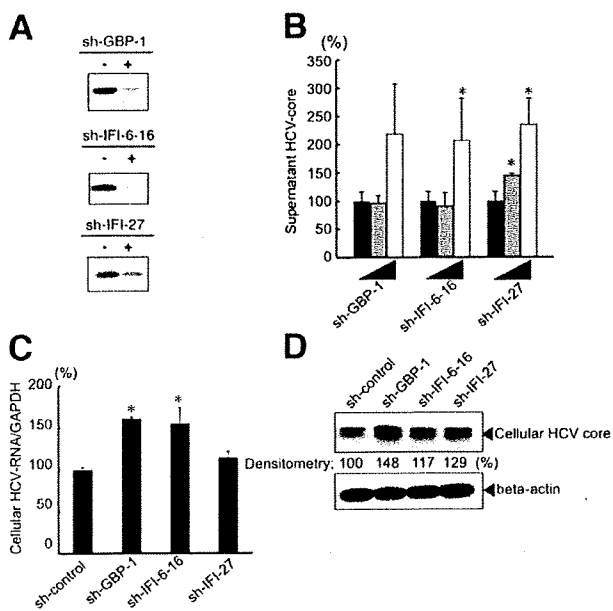 A
sh-GBP-1
- +
sh-IFI-6-16
- +
sh-IFI-27
- +
B
(%)
Supernatant HCV-core
350
300
250
200
150
100
50
0
* * *
sh-GBP-1
sh-IFI-6-16
sh-IFI-27
C
(%)
Cellular HCV-RNA/GAPDH
200
150
100
50
0
* *
sh-control
sh-GBP-1
sh-IFI-6-16
sh-IFI-27
D
sh-control
sh-GBP-1
sh-IFI-6-16
sh-IFI-27
Cellular HCV core
Densitometry; 100 148 117 129 (%)
beta-actin